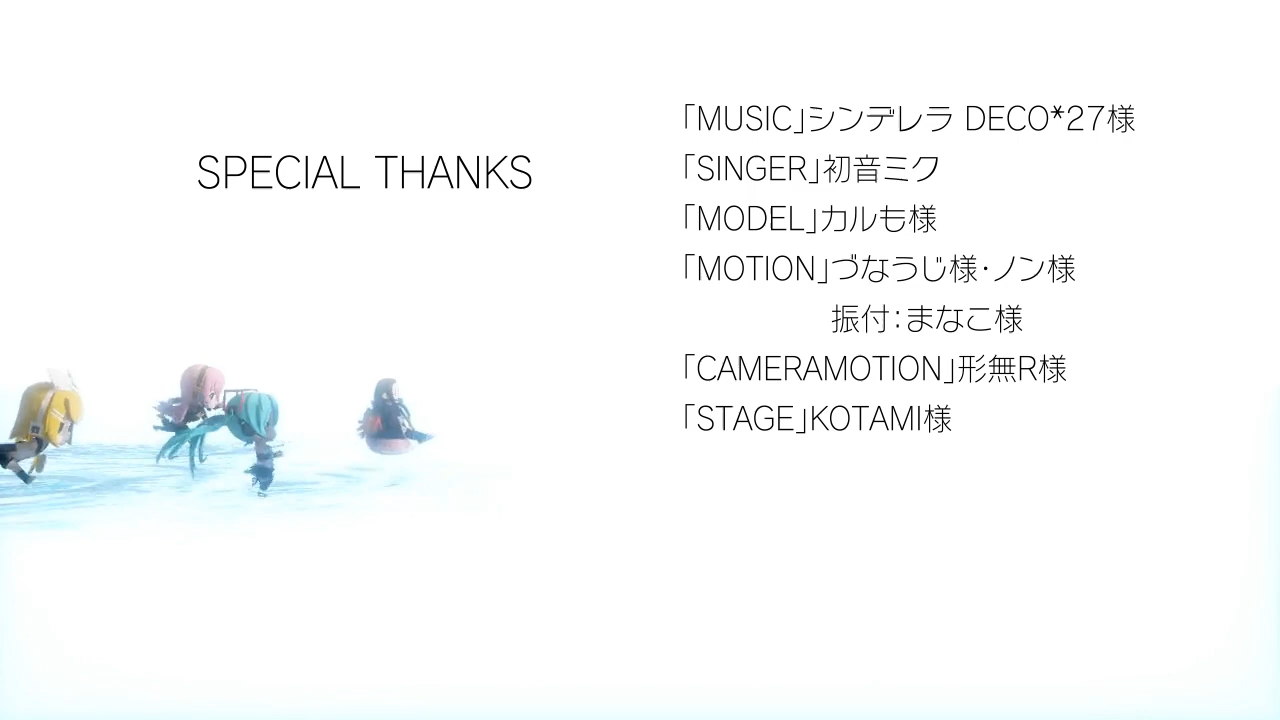 SPECIAL THANKS
「MUSIC」シンデレラ DECO*27様
「SINGER」初音ミク
「MODEL」カルも様
「MOTION」づなうじ様・ノン様
振付：まなこ様
「CAMERAMOTION」形無R様
「STAGE」KOTAMI様